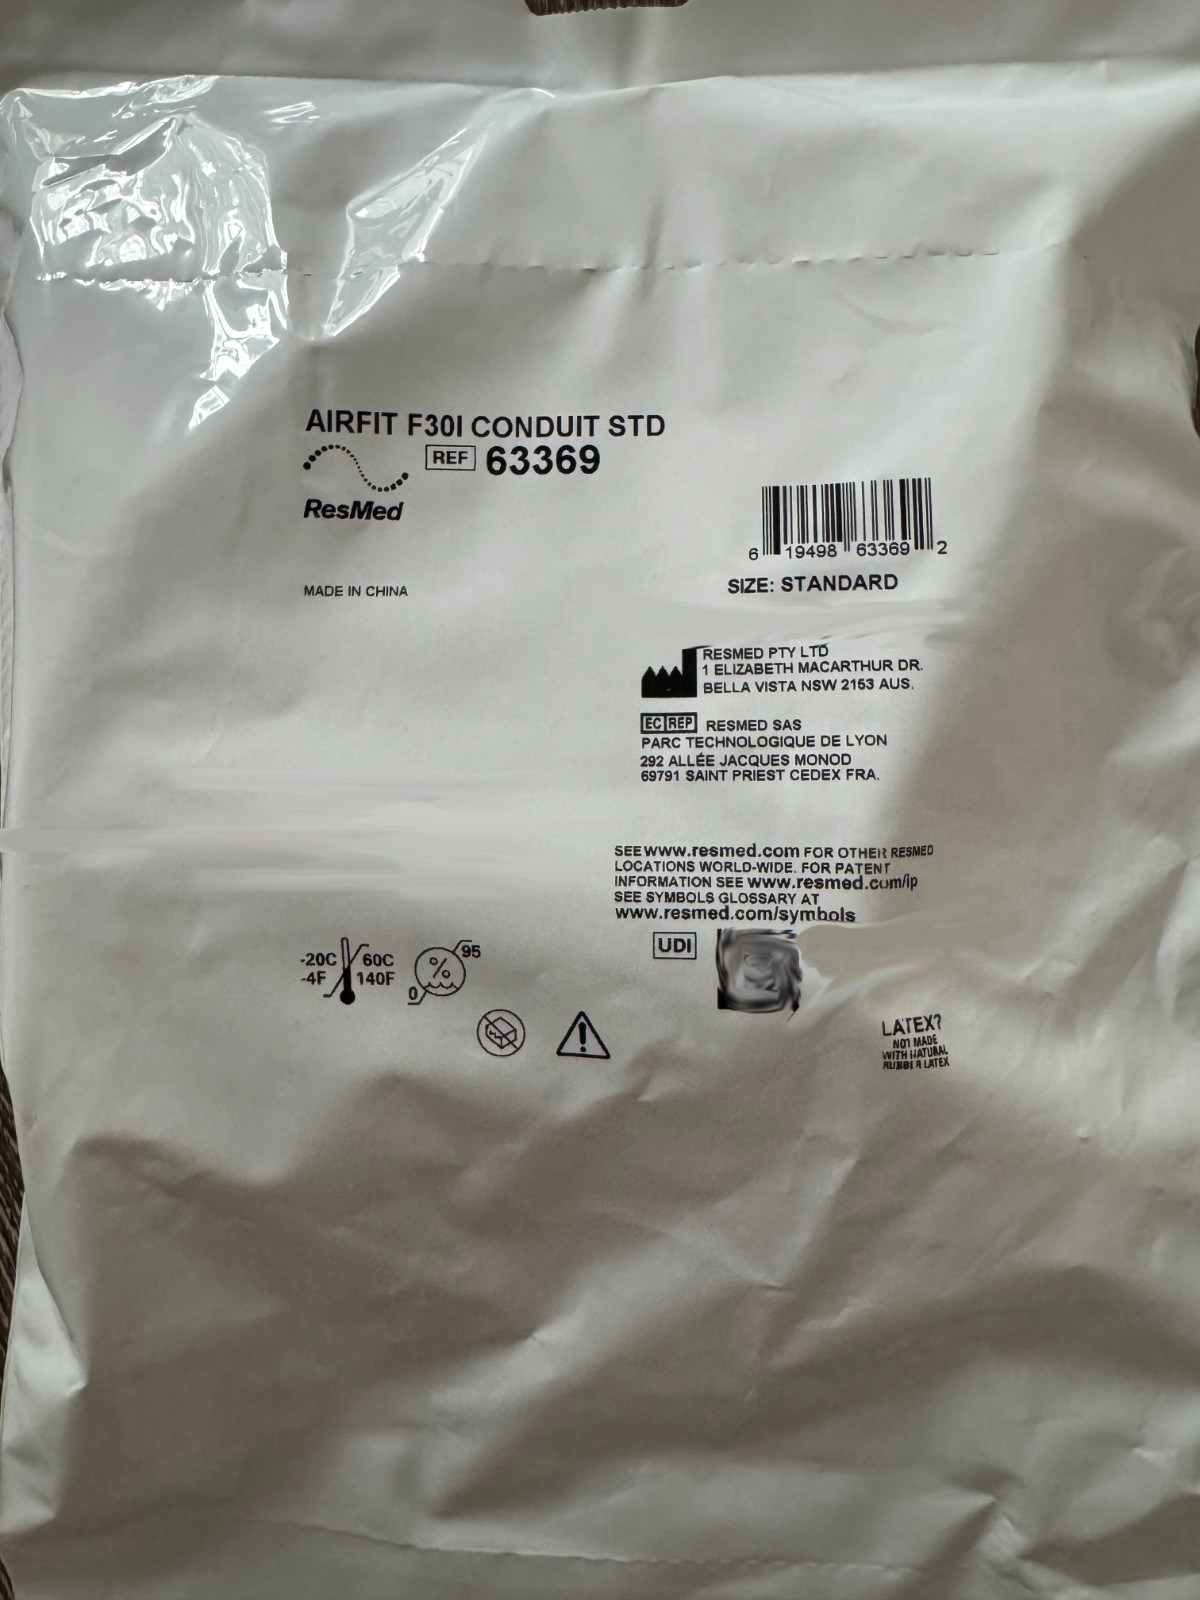 AIRFIT F30I CONDUIT STD
REF 63369
ResMed
6 19498 63369 2
SIZE: STANDARD
MADE IN CHINA
RESMED PTY LTD
1 ELIZABETH MACARTHUR DR.
BELLA VISTA NSW 2153 AUS.
EC REP RESMED SAS
PARC TECHNOLOGIQUE DE LYON
292 ALLÉE JACQUES MONOD
69791 SAINT PRIEST CEDEX FRA.
SEE www.resmed.com FOR OTHER RESMED
LOCATIONS WORLD-WIDE. FOR PATENT
INFORMATION SEE www.resmed.com/ip
SEE SYMBOLS GLOSSARY AT
www.resmed.com/symbols
UDI
-20C 60C
-4F 140F
% 95
0
LATEX?
NOT MADE
WITH NATURAL
RUBBER LATEX